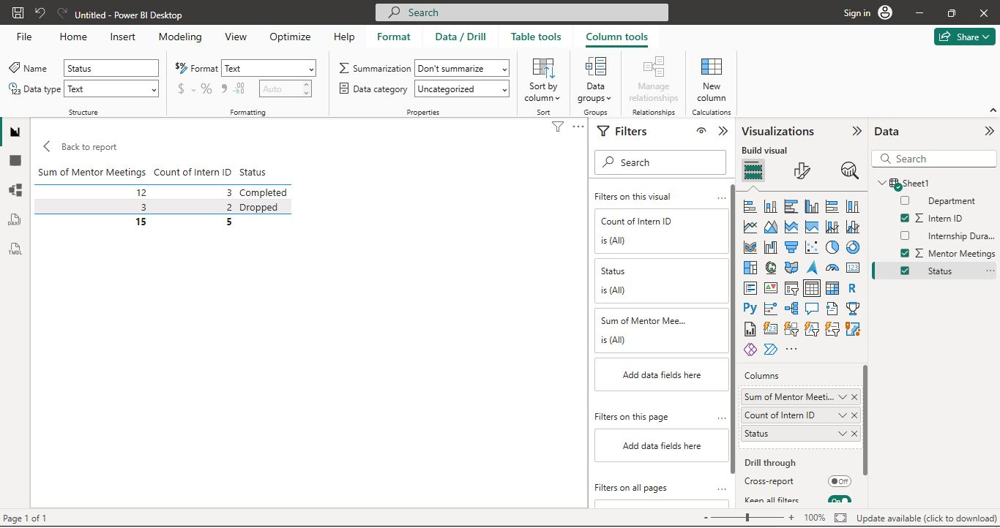 Untitled - Power BI Desktop
Search
Sign in
File Home Insert Modeling View Optimize Help Format Data / Drill Table tools Column tools Share
Name Status
Data type Text
Structure
$% Format Text
$ % Auto
Formatting
Summarization Don't summarize
Data category Uncategorized
Properties
Sort by
column
Sort
Data
groups
Groups
Manage
relationships
Relationships
New
column
Calculations
DAX
TMDL
Back to report
Sum of Mentor Meetings Count of Intern ID Status
12 3 Completed
3 2 Dropped
15 5
Filters
Search
Filters on this visual
Count of Intern ID
is (All)
Status
is (All)
Sum of Mentor Mee...
is (All)
Add data fields here
Filters on this page
Add data fields here
Filters on all pages
Visualizations
Build visual
123
R
Py
123
Columns
Sum of Mentor Meeti...
Count of Intern ID
Status
Drill through
Cross-report Off
Keep all filters On
Data
Search
Sheet1
Department
Intern ID
Internship Dura...
Mentor Meetings
Status
Page 1 of 1
- + 100% Update available (click to download)